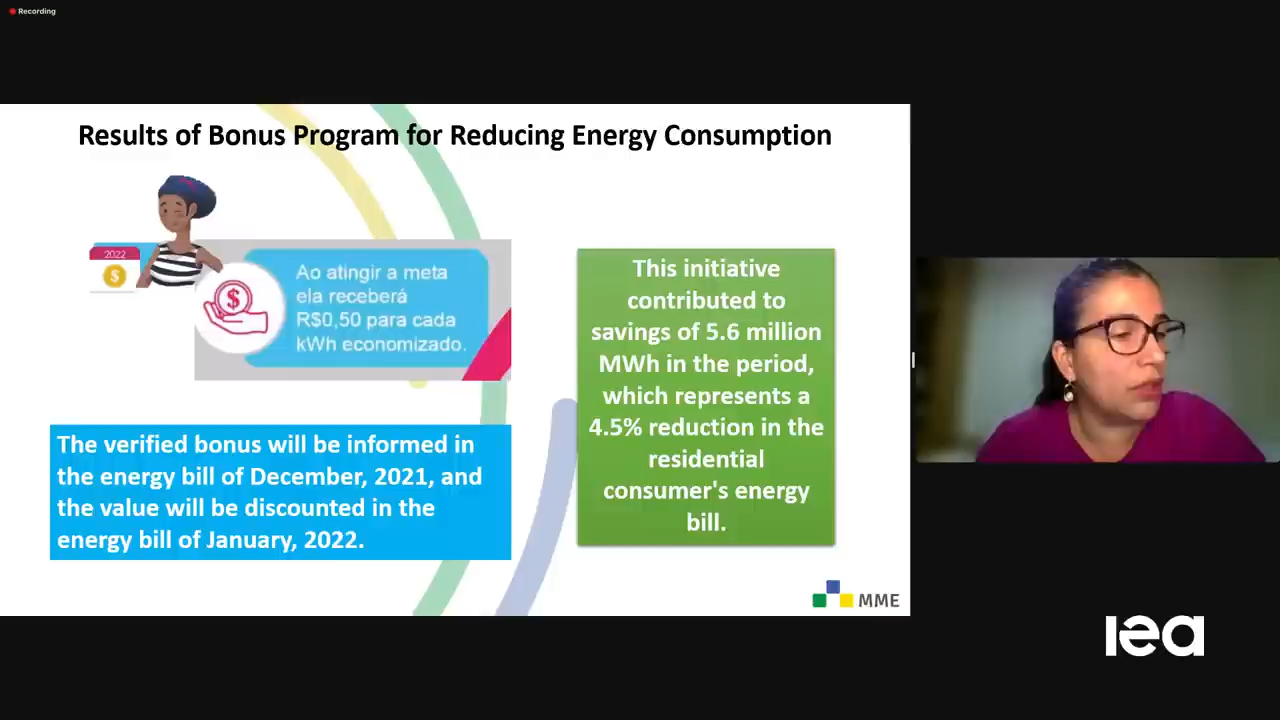 Recording
Results of Bonus Program for Reducing Energy Consumption
2022
$
$
Ao atingir a meta
ela receberá
R$0,50 para cada
kWh economizado.
This initiative
contributed to
savings of 5.6 million
MWh in the period,
which represents a
4.5% reduction in the
residential
consumer's energy
bill.
The verified bonus will be informed in
the energy bill of December, 2021, and
the value will be discounted in the
energy bill of January, 2022.
MME
iea